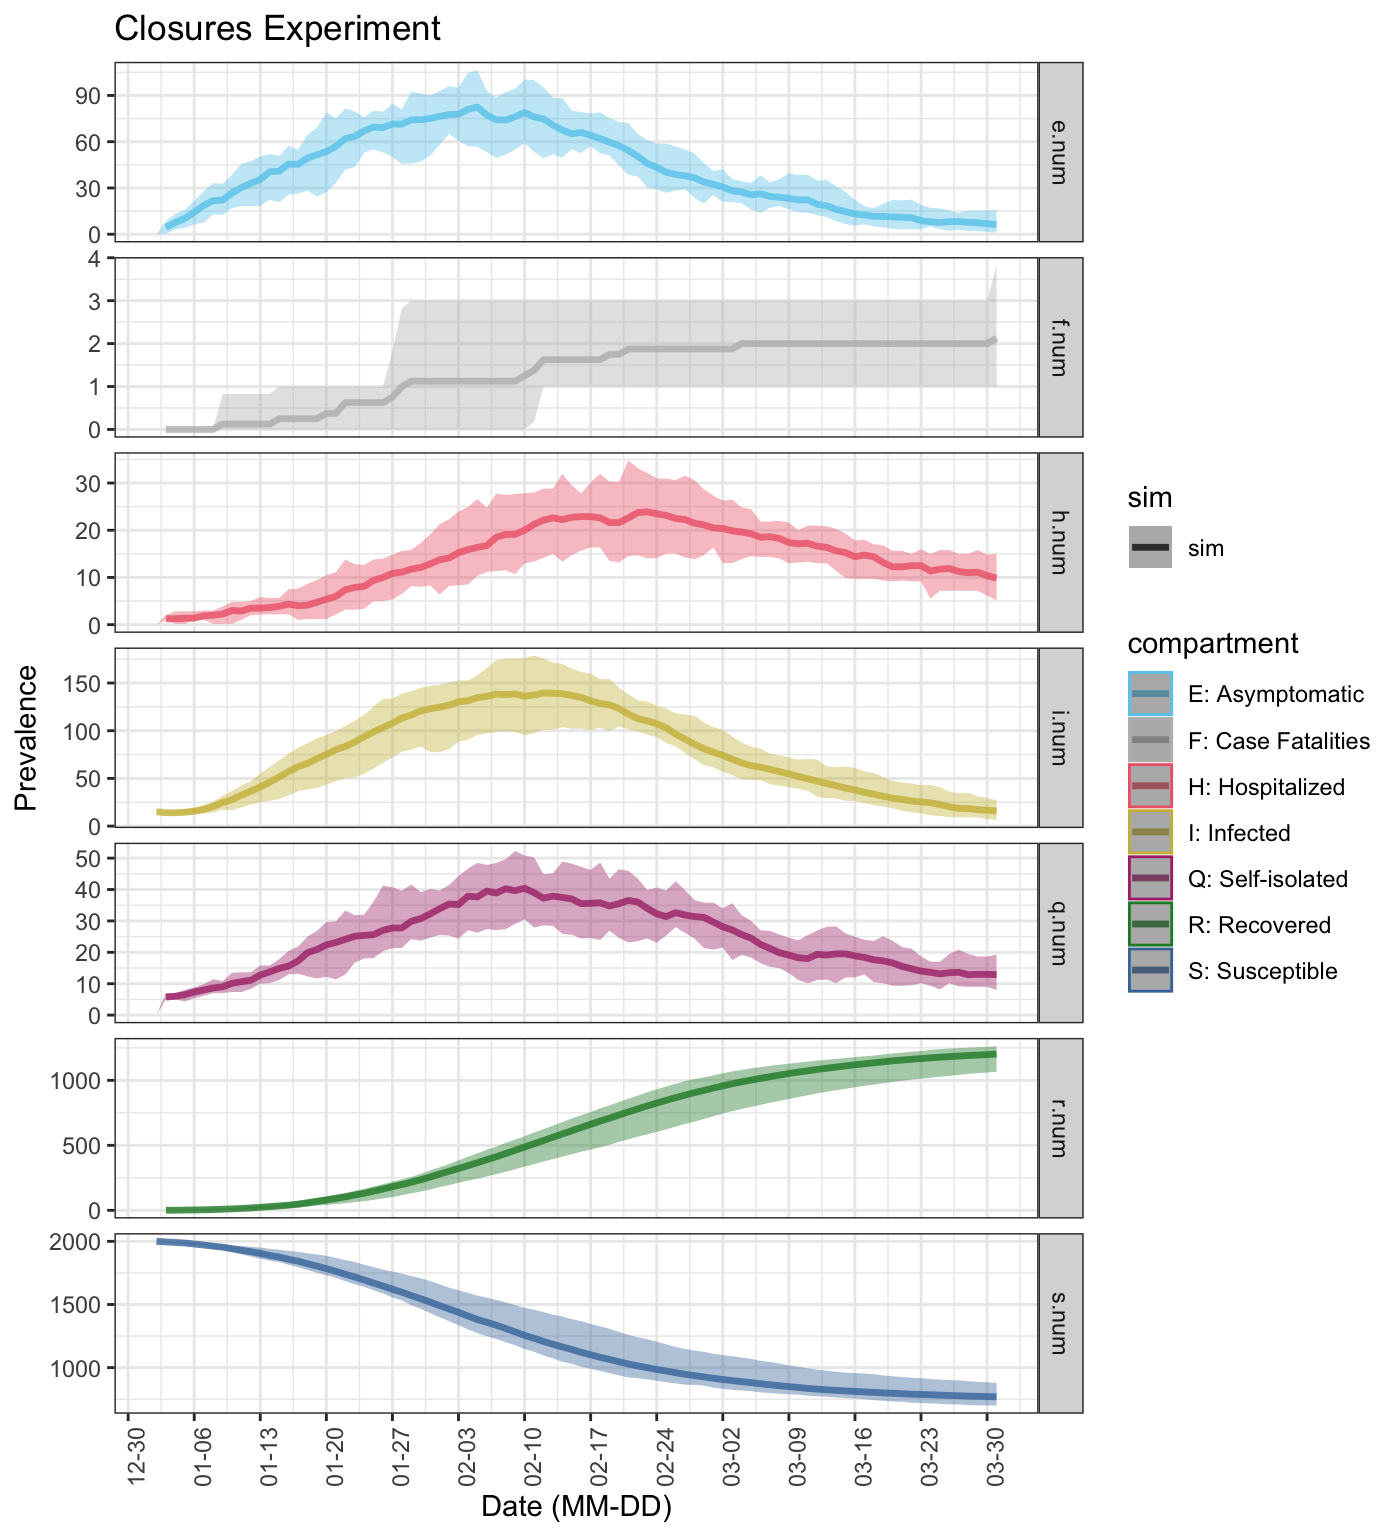 Closures Experiment
90
60
30
0
e.num
4
3
2
1
0
f.num
30
20
10
0
h.num
150
100
50
0
i.num
50
40
30
20
10
0
q.num
1000
500
0
r.num
2000
1500
1000
s.num
Prevalence
12-30
01-06
01-13
01-20
01-27
02-03
02-10
02-17
02-24
03-02
03-09
03-16
03-23
03-30
Date (MM-DD)
sim
sim
compartment
E: Asymptomatic
F: Case Fatalities
H: Hospitalized
I: Infected
Q: Self-isolated
R: Recovered
S: Susceptible